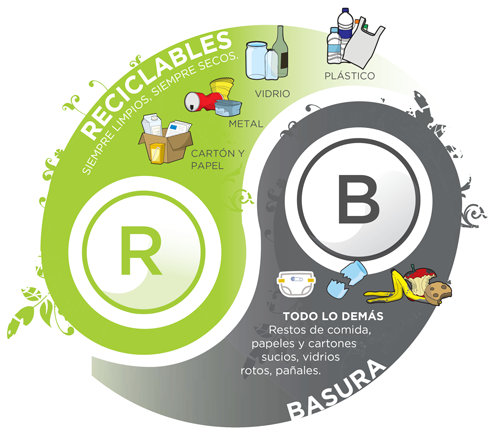 RECICLABLES
SIEMPRE LIMPIOS, SIEMPRE SECOS.
PLÁSTICO
VIDRIO
METAL
CARTÓN Y
PAPEL
R
B
TODO LO DEMÁS
Restos de comida,
papeles y cartones
sucios, vidrios
rotos, pañales.
BASURA